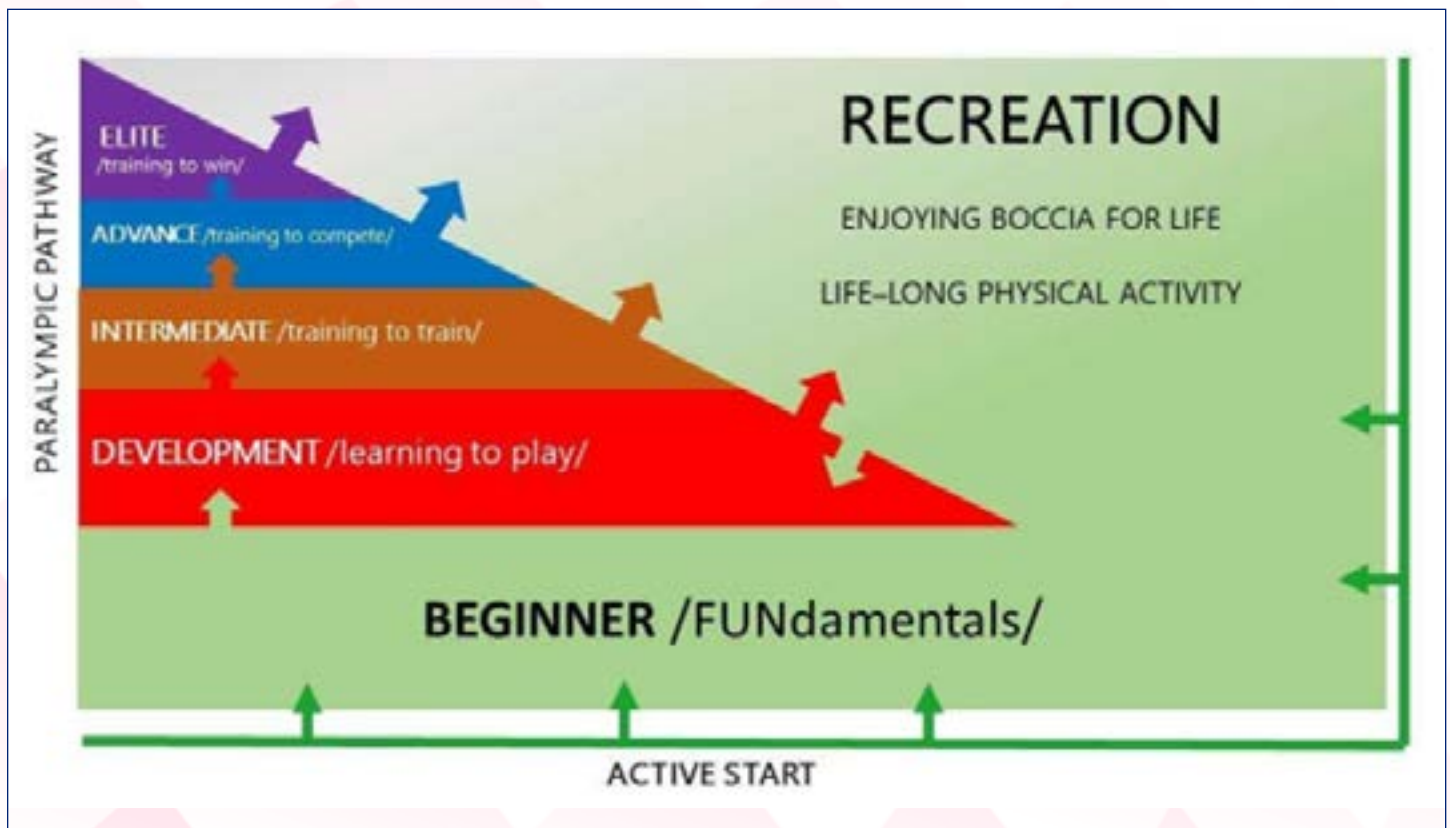 PARALYMPIC PATHWAY
ELITE
/training to win/
ADVANCE /training to compete/
INTERMEDIATE /training to train/
DEVELOPMENT /learning to play/
RECREATION
ENJOYING BOCCIA FOR LIFE
LIFE–LONG PHYSICAL ACTIVITY
BEGINNER /FUNdamentals/
ACTIVE START